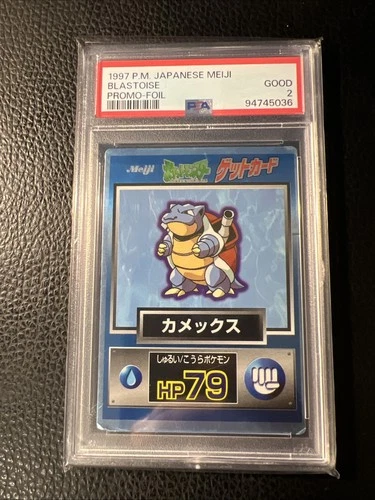 1997 P.M. JAPANESE MEIJI
BLASTOISE GOOD
PROMO-FOIL 2
PSA 94745036
Meiji ゲットカード
カメックス
しゅるい/こうらポケモン
HP79